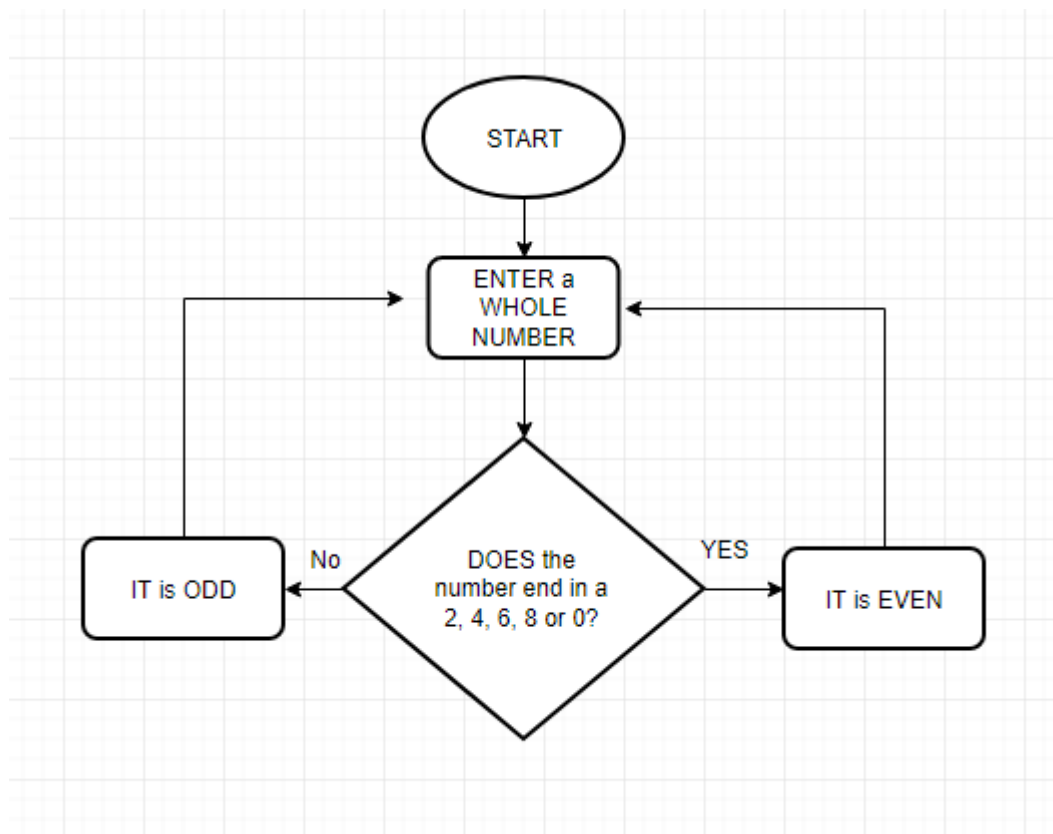 START
ENTER a
WHOLE
NUMBER
No
YES
DOES the
number end in a
2, 4, 6, 8 or 0?
IT is ODD
IT is EVEN